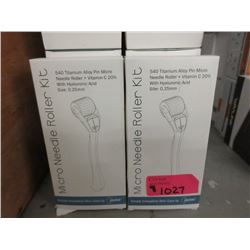 Micro Needle Roller Kit
540 Titanium Alloy Pin Micro
Needle Roller + Vitamin C 20%
With Hyaluronic Acid
Size: 0.25mm
Micro Needle Roller Kit
540 Titanium Alloy Pin Micro
Needle Roller + Vitamin C 20%
With Hyaluronic Acid
Size: 0.25mm
1027